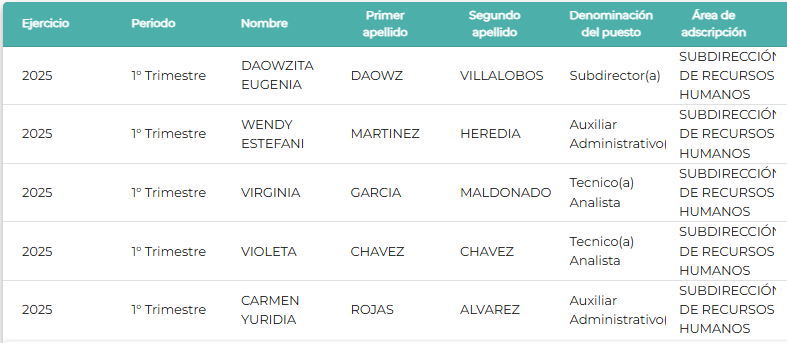 Ejercicio Periodo Nombre Primer apellido Segundo apellido Denominación del puesto Área de adscripción
2025 1° Trimestre DAOWZITA EUGENIA DAOWZ VILLALOBOS Subdirector(a) SUBDIRECCIÓN DE RECURSOS HUMANOS
2025 1° Trimestre WENDY ESTEFANI MARTINEZ HEREDIA Auxiliar Administrativo( SUBDIRECCIÓN DE RECURSOS HUMANOS
2025 1° Trimestre VIRGINIA GARCIA MALDONADO Tecnico(a) Analista SUBDIRECCIÓN DE RECURSOS HUMANOS
2025 1° Trimestre VIOLETA CHAVEZ CHAVEZ Tecnico(a) Analista SUBDIRECCIÓN DE RECURSOS HUMANOS
2025 1° Trimestre CARMEN YURIDIA ROJAS ALVAREZ Auxiliar Administrativo( SUBDIRECCIÓN DE RECURSOS HUMANOS